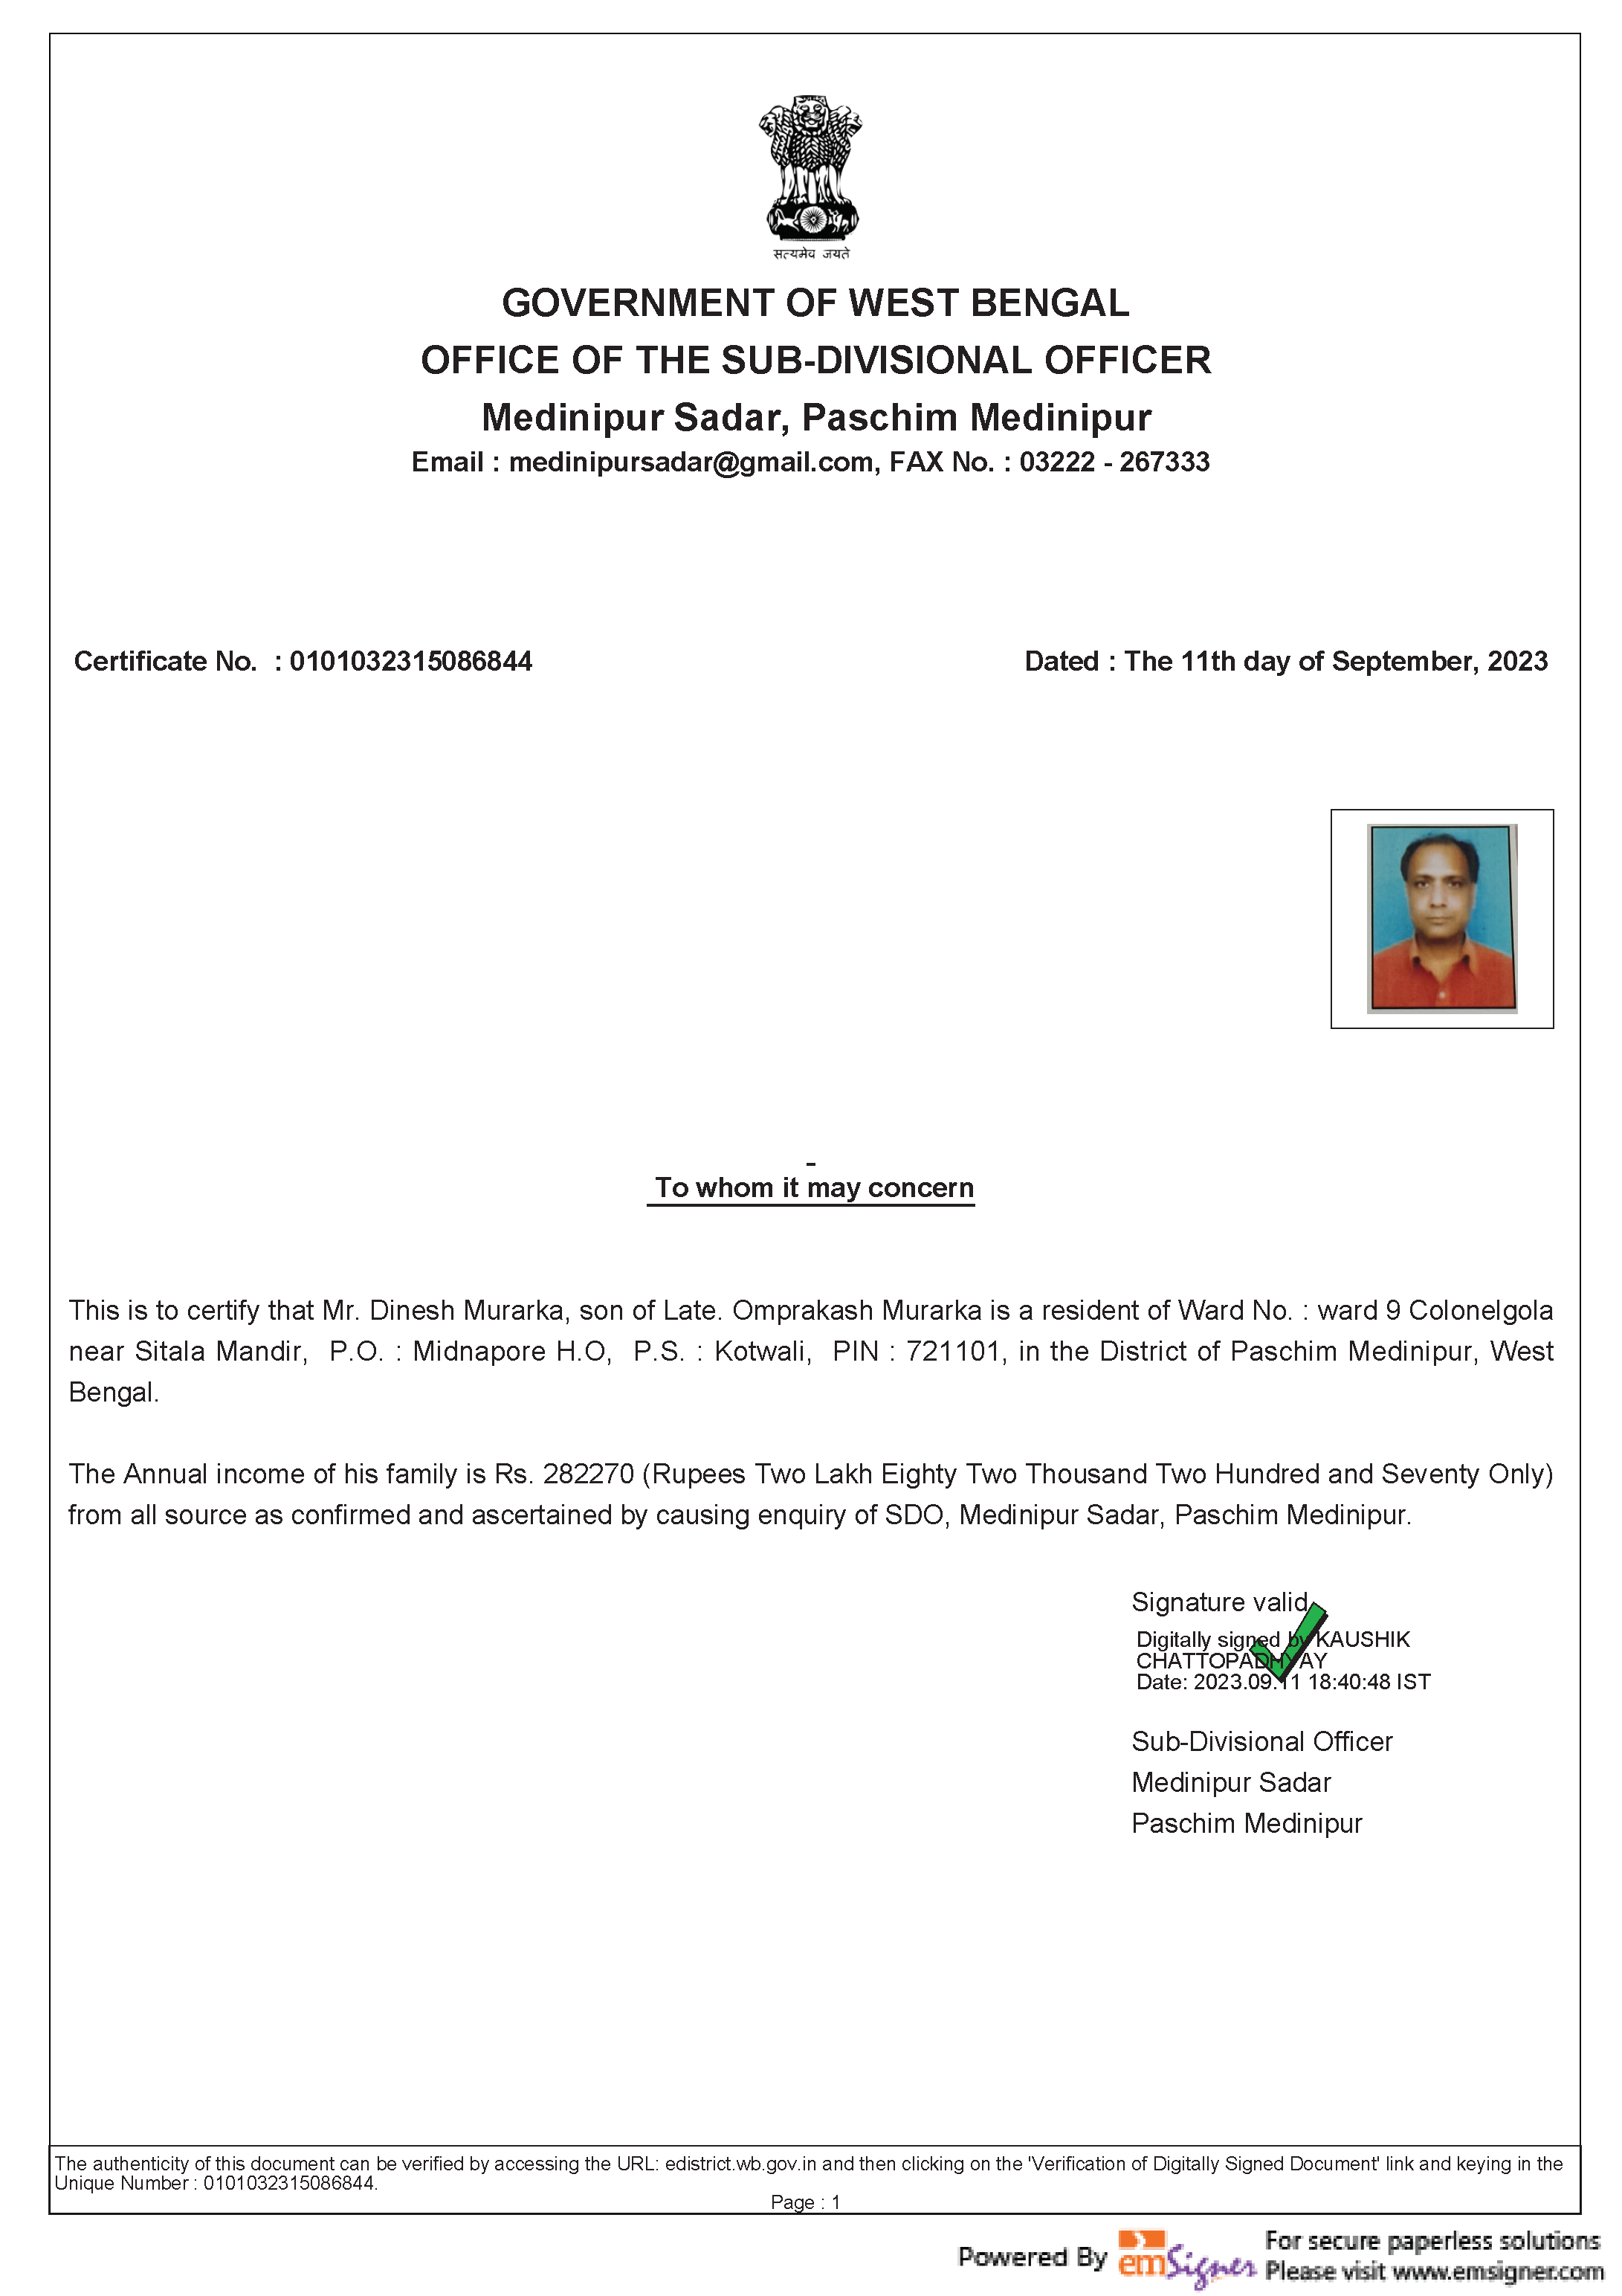 सत्यमेव जयते
GOVERNMENT OF WEST BENGAL
OFFICE OF THE SUB-DIVISIONAL OFFICER
Medinipur Sadar, Paschim Medinipur
Email : medinipursadar@gmail.com, FAX No. : 03222 - 267333
Certificate No.  : 0101032315086844
Dated : The 11th day of September, 2023
To whom it may concern
This is to certify that Mr. Dinesh Murarka, son of Late. Omprakash Murarka is a resident of Ward No. : ward 9 Colonelgola
near Sitala Mandir,  P.O. : Midnapore H.O,  P.S. : Kotwali,  PIN : 721101, in the District of Paschim Medinipur, West
Bengal.
The Annual income of his family is Rs. 282270 (Rupees Two Lakh Eighty Two Thousand Two Hundred and Seventy Only)
from all source as confirmed and ascertained by causing enquiry of SDO, Medinipur Sadar, Paschim Medinipur.
Signature valid
Digitally signed by KAUSHIK
CHATTOPADHYAY
Date: 2023.09.11 18:40:48 IST
Sub-Divisional Officer
Medinipur Sadar
Paschim Medinipur
The authenticity of this document can be verified by accessing the URL: edistrict.wb.gov.in and then clicking on the 'Verification of Digitally Signed Document' link and keying in the
Unique Number : 0101032315086844.
Page : 1
Powered By emSigner
For secure paperless solutions
Please visit www.emsigner.com